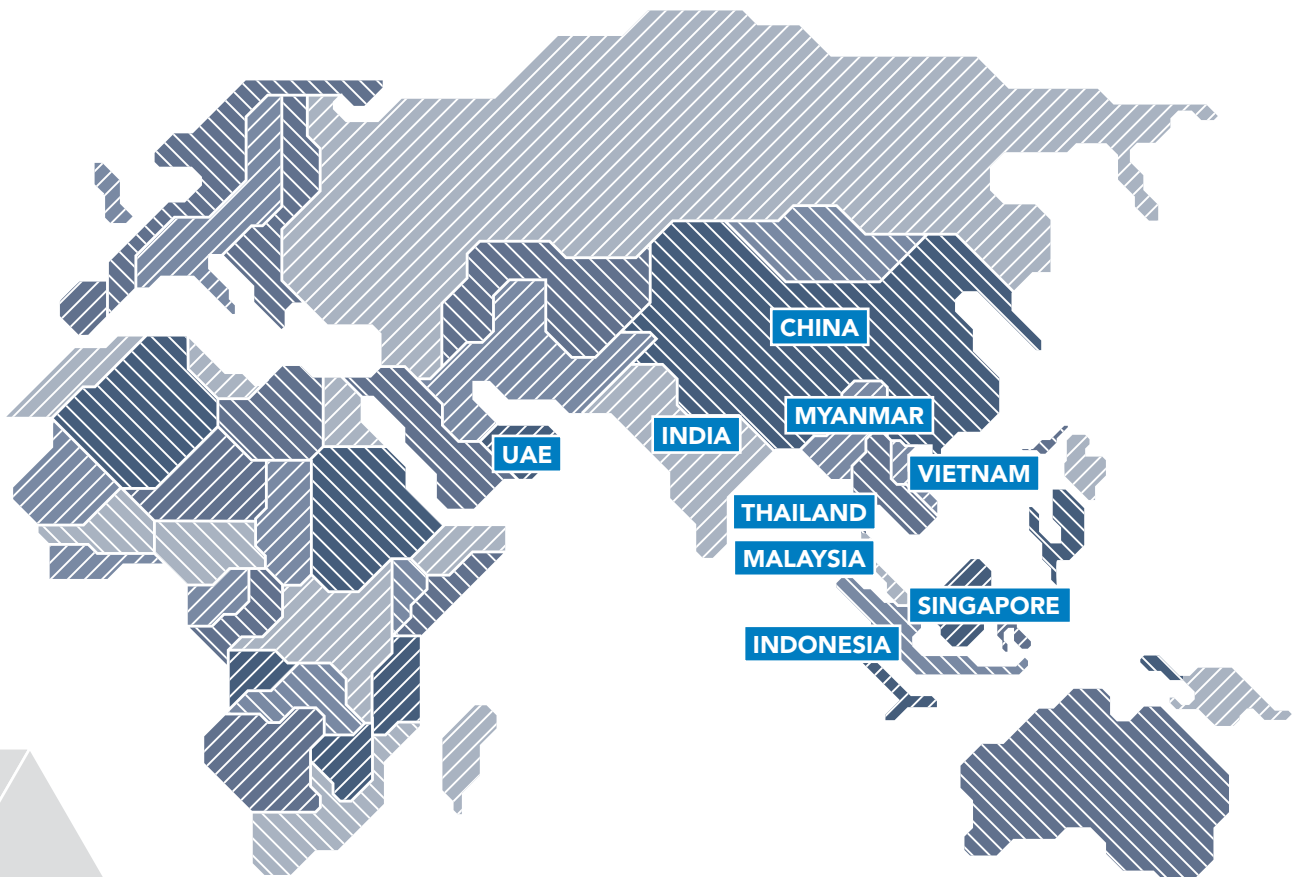 CHINA
MYANMAR
INDIA
UAE
VIETNAM
THAILAND
MALAYSIA
SINGAPORE
INDONESIA